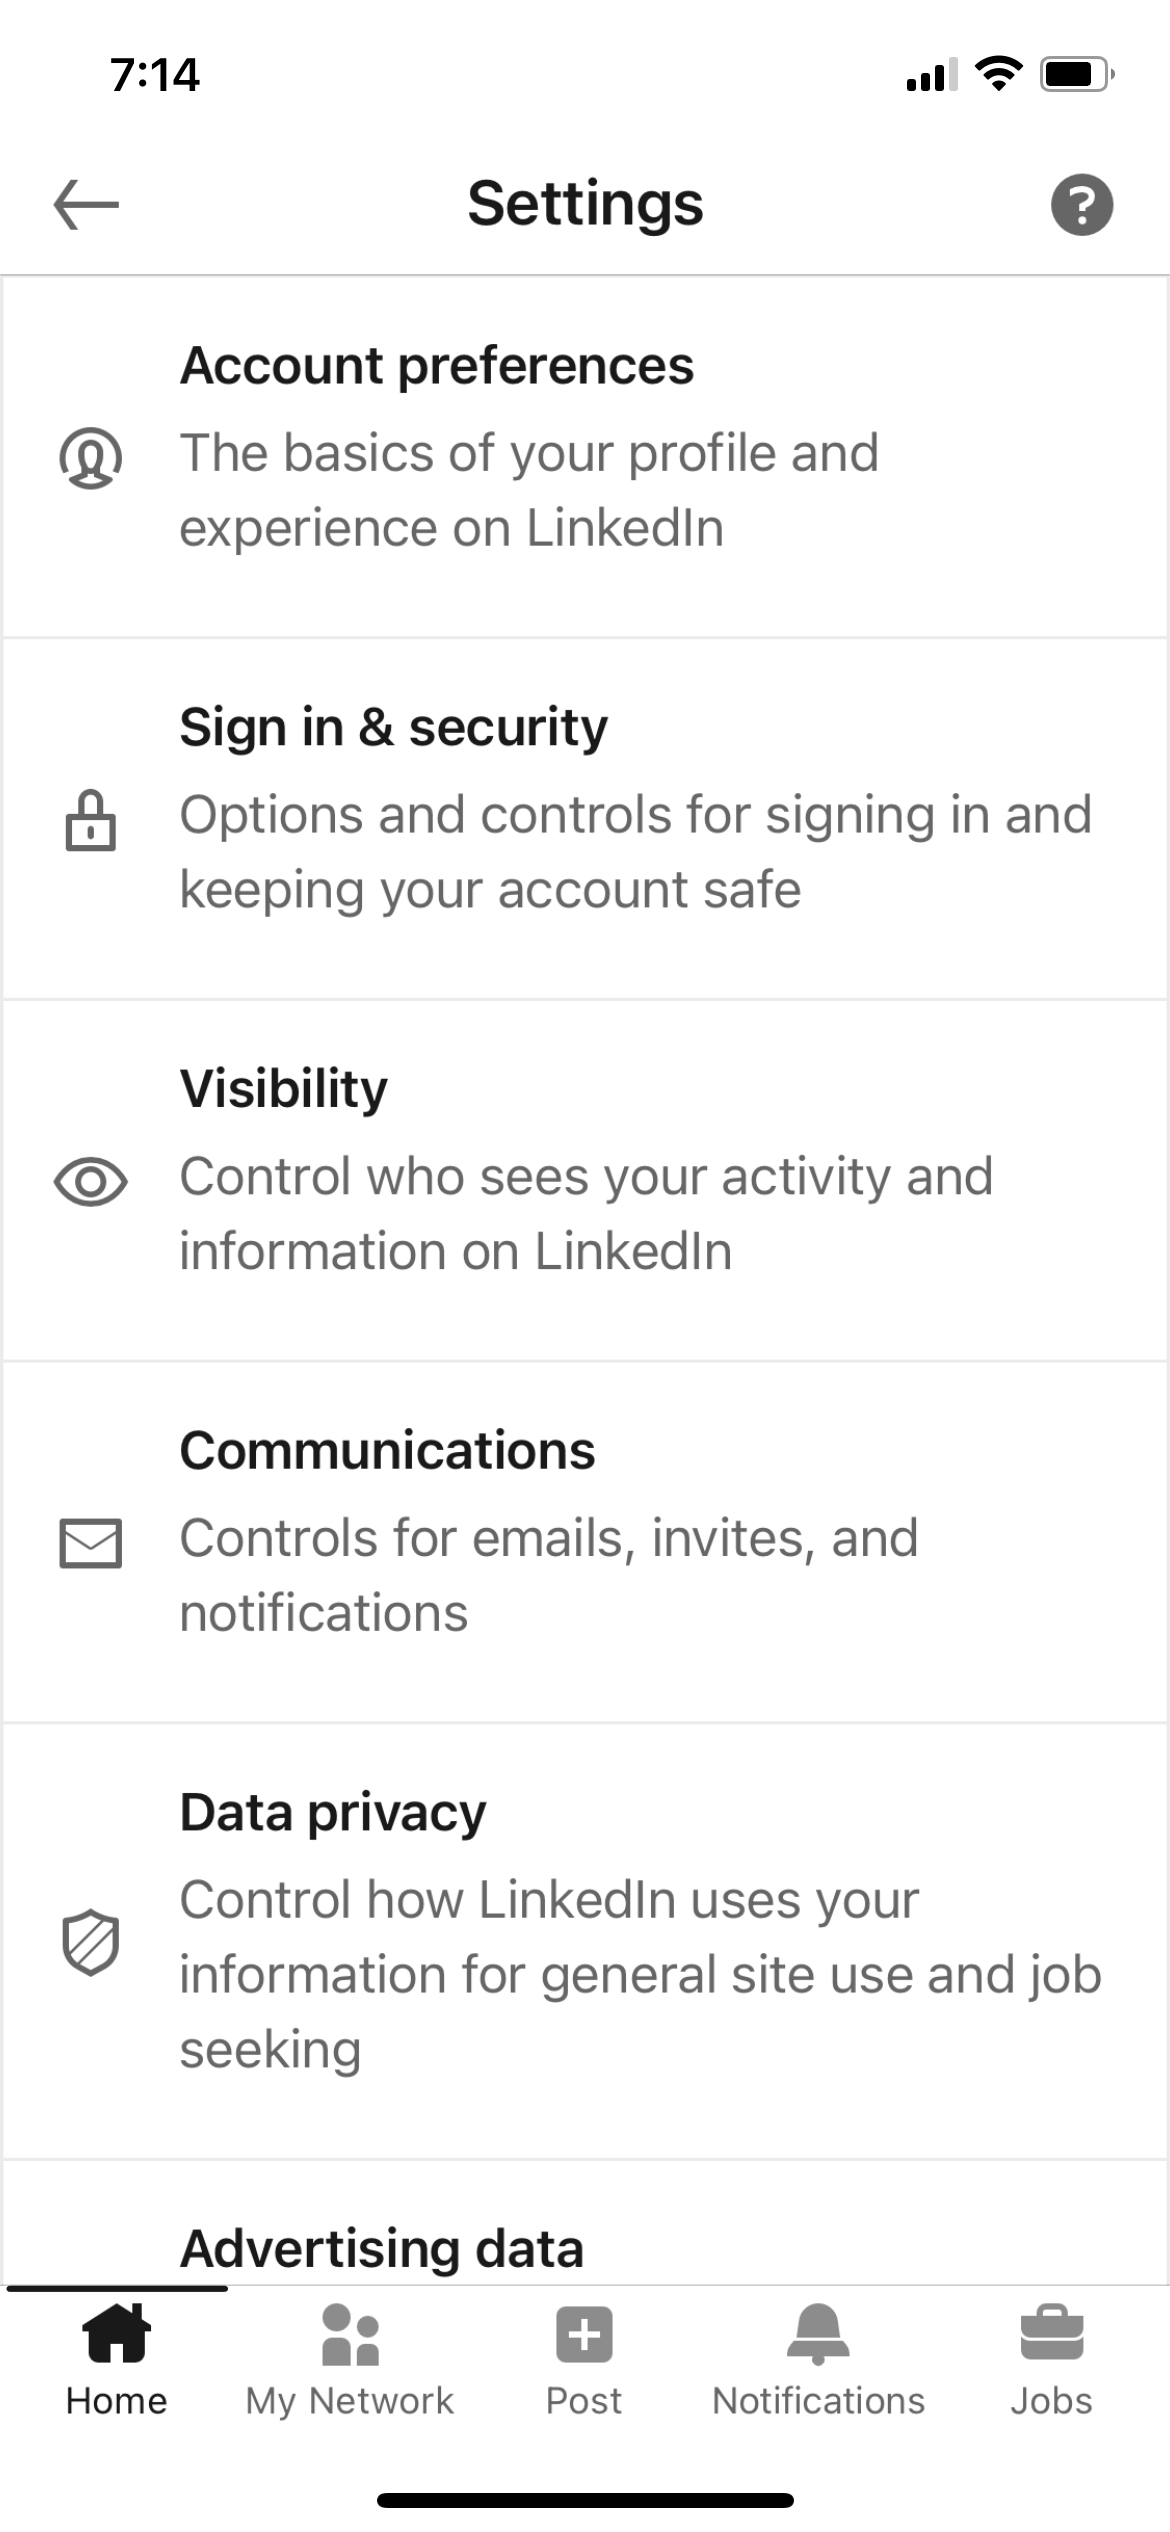 7:14
Settings
?
Account preferences
The basics of your profile and
experience on LinkedIn
Sign in & security
Options and controls for signing in and
keeping your account safe
Visibility
Control who sees your activity and
information on LinkedIn
Communications
Controls for emails, invites, and
notifications
Data privacy
Control how LinkedIn uses your
information for general site use and job
seeking
Advertising data
Home My Network Post Notifications Jobs